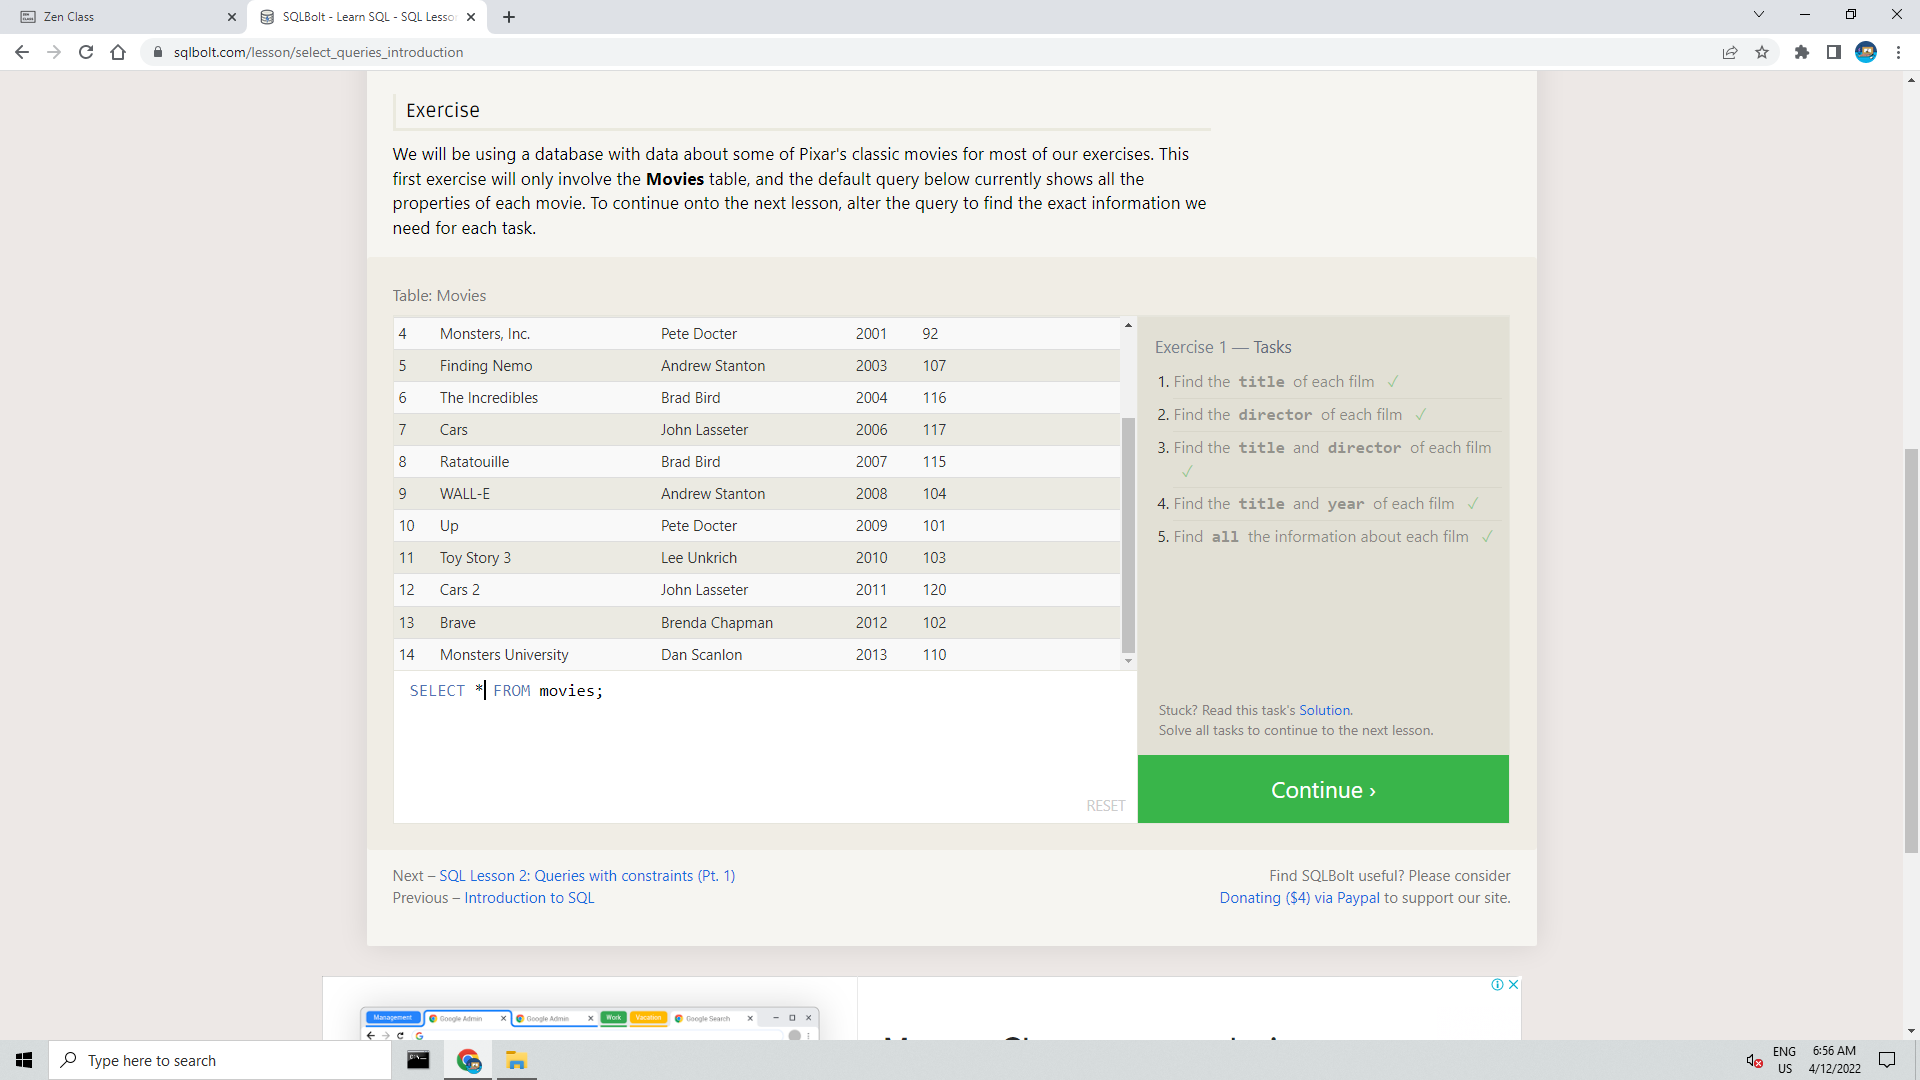 Zen Class
SQLBolt - Learn SQL - SQL Lesso
sqlbolt.com/lesson/select_queries_introduction
Exercise
We will be using a database with data about some of Pixar's classic movies for most of our exercises. This
first exercise will only involve the Movies table, and the default query below currently shows all the
properties of each movie. To continue onto the next lesson, alter the query to find the exact information we
need for each task.
Table: Movies
4 Monsters, Inc. Pete Docter 2001 92
5 Finding Nemo Andrew Stanton 2003 107
6 The Incredibles Brad Bird 2004 116
7 Cars John Lasseter 2006 117
8 Ratatouille Brad Bird 2007 115
9 WALL-E Andrew Stanton 2008 104
10 Up Pete Docter 2009 101
11 Toy Story 3 Lee Unkrich 2010 103
12 Cars 2 John Lasseter 2011 120
13 Brave Brenda Chapman 2012 102
14 Monsters University Dan Scanlon 2013 110
SELECT * FROM movies;
RESET
Exercise 1 — Tasks
1. Find the title of each film ✓
2. Find the director of each film ✓
3. Find the title and director of each film
✓
4. Find the title and year of each film ✓
5. Find all the information about each film ✓
Stuck? Read this task's Solution.
Solve all tasks to continue to the next lesson.
Continue ›
Next – SQL Lesson 2: Queries with constraints (Pt. 1)
Previous – Introduction to SQL
Find SQLBolt useful? Please consider
Donating ($4) via Paypal to support our site.
Management
Google Admin
Google Admin
Work
Vacation
Google Search
Type here to search
ENG
US
6:56 AM
4/12/2022